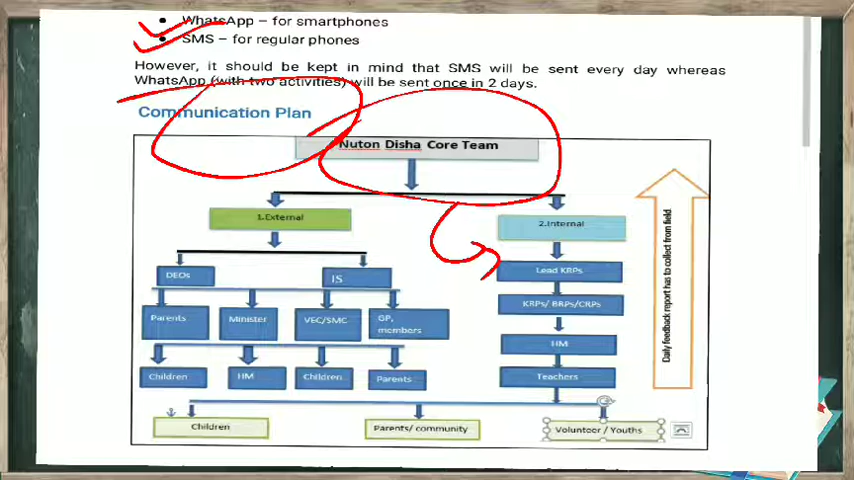 WhatsApp – for smartphones
SMS – for regular phones
However, it should be kept in mind that SMS will be sent every day whereas
WhatsApp (with two activities) will be sent once in 2 days.
Communication Plan
Nuton Disha Core Team
1.External
2.Internal
DEOs
IS
Lead KRPs
Parents
Minister
VEC/SMC
GP, members
KRPs/ BRPs/CRPs
HM
Children
HM
Children
Parents
Teachers
Children
Parents/ community
Volunteer / Youths
Daily feedback report has to collect from field